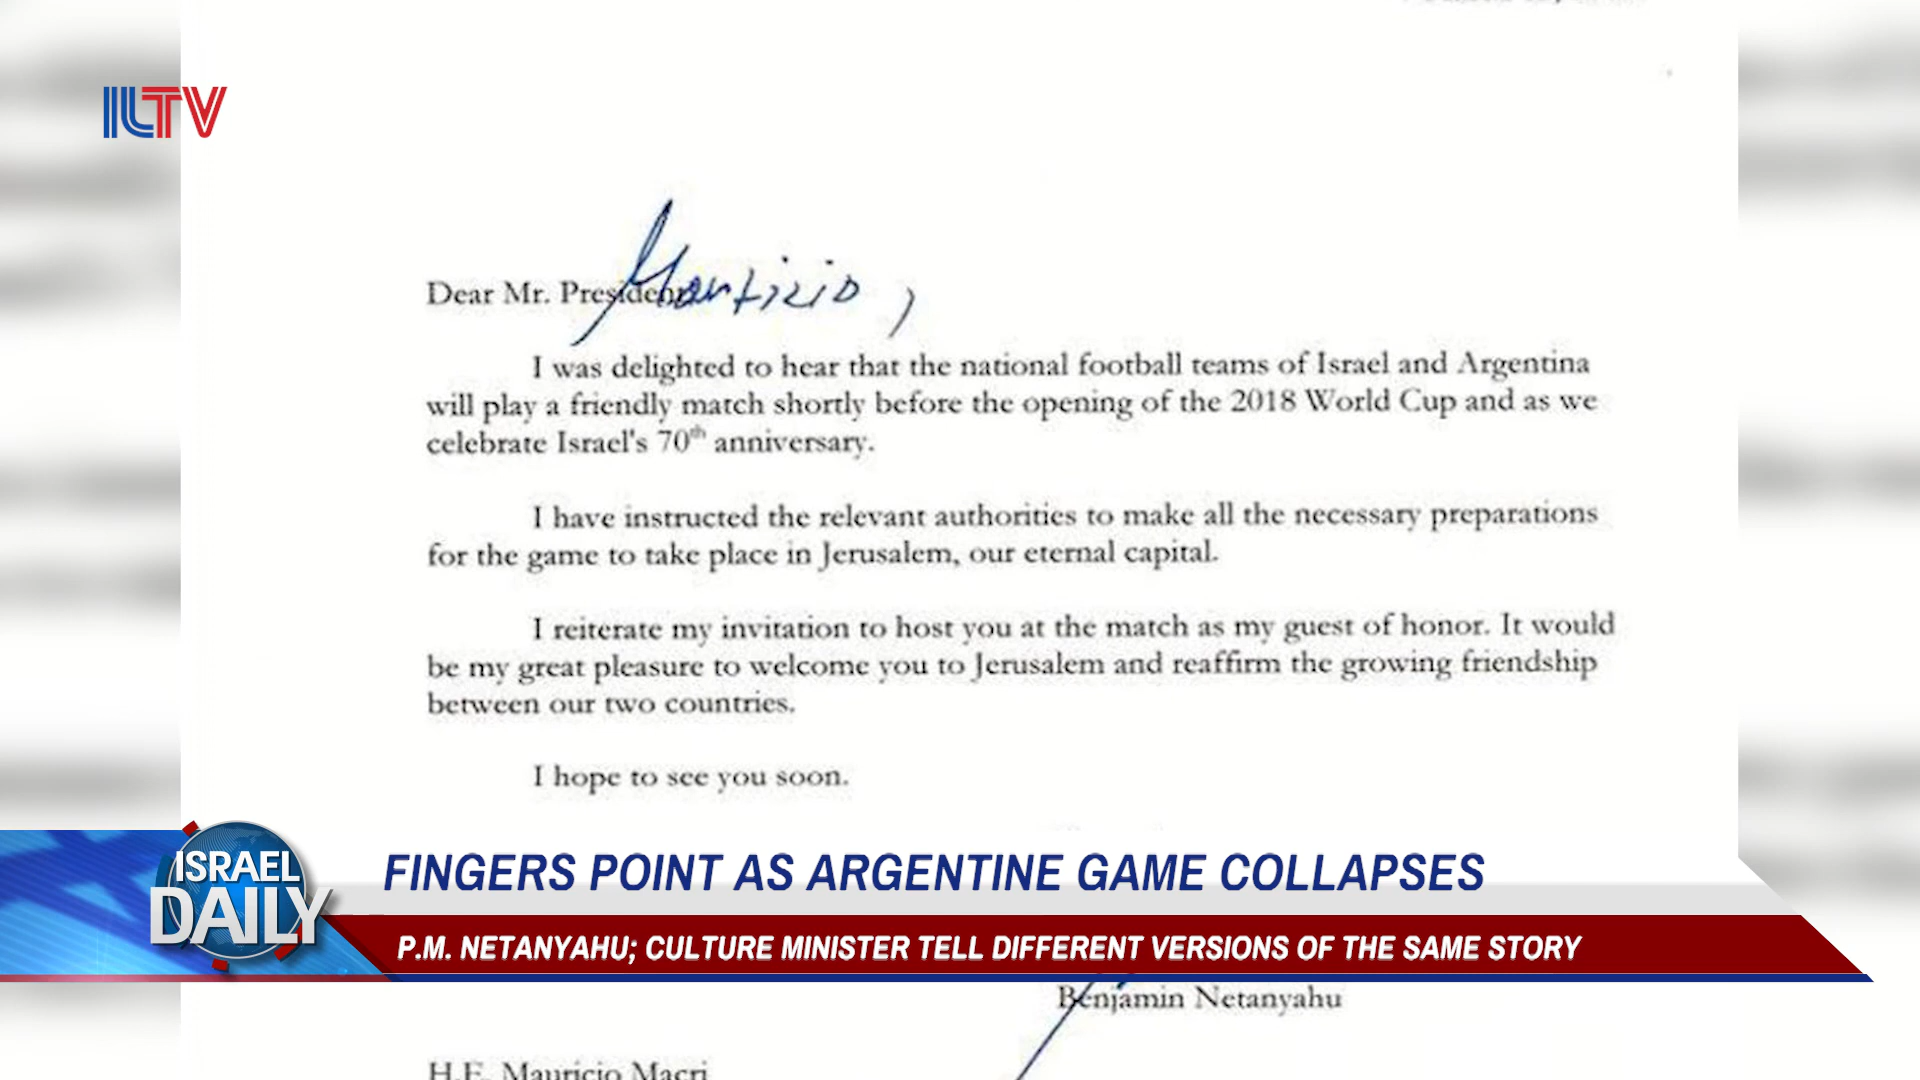 ILTV
Dear Mr. President
Mauricio,
I was delighted to hear that the national football teams of Israel and Argentina
will play a friendly match shortly before the opening of the 2018 World Cup and as we
celebrate Israel's 70th anniversary.
I have instructed the relevant authorities to make all the necessary preparations
for the game to take place in Jerusalem, our eternal capital.
I reiterate my invitation to host you at the match as my guest of honor. It would
be my great pleasure to welcome you to Jerusalem and reaffirm the growing friendship
between our two countries.
I hope to see you soon.
ISRAEL
DAILY
FINGERS POINT AS ARGENTINE GAME COLLAPSES
P.M. NETANYAHU; CULTURE MINISTER TELL DIFFERENT VERSIONS OF THE SAME STORY
Benjamin Netanyahu
H.E. Mauricio Macri